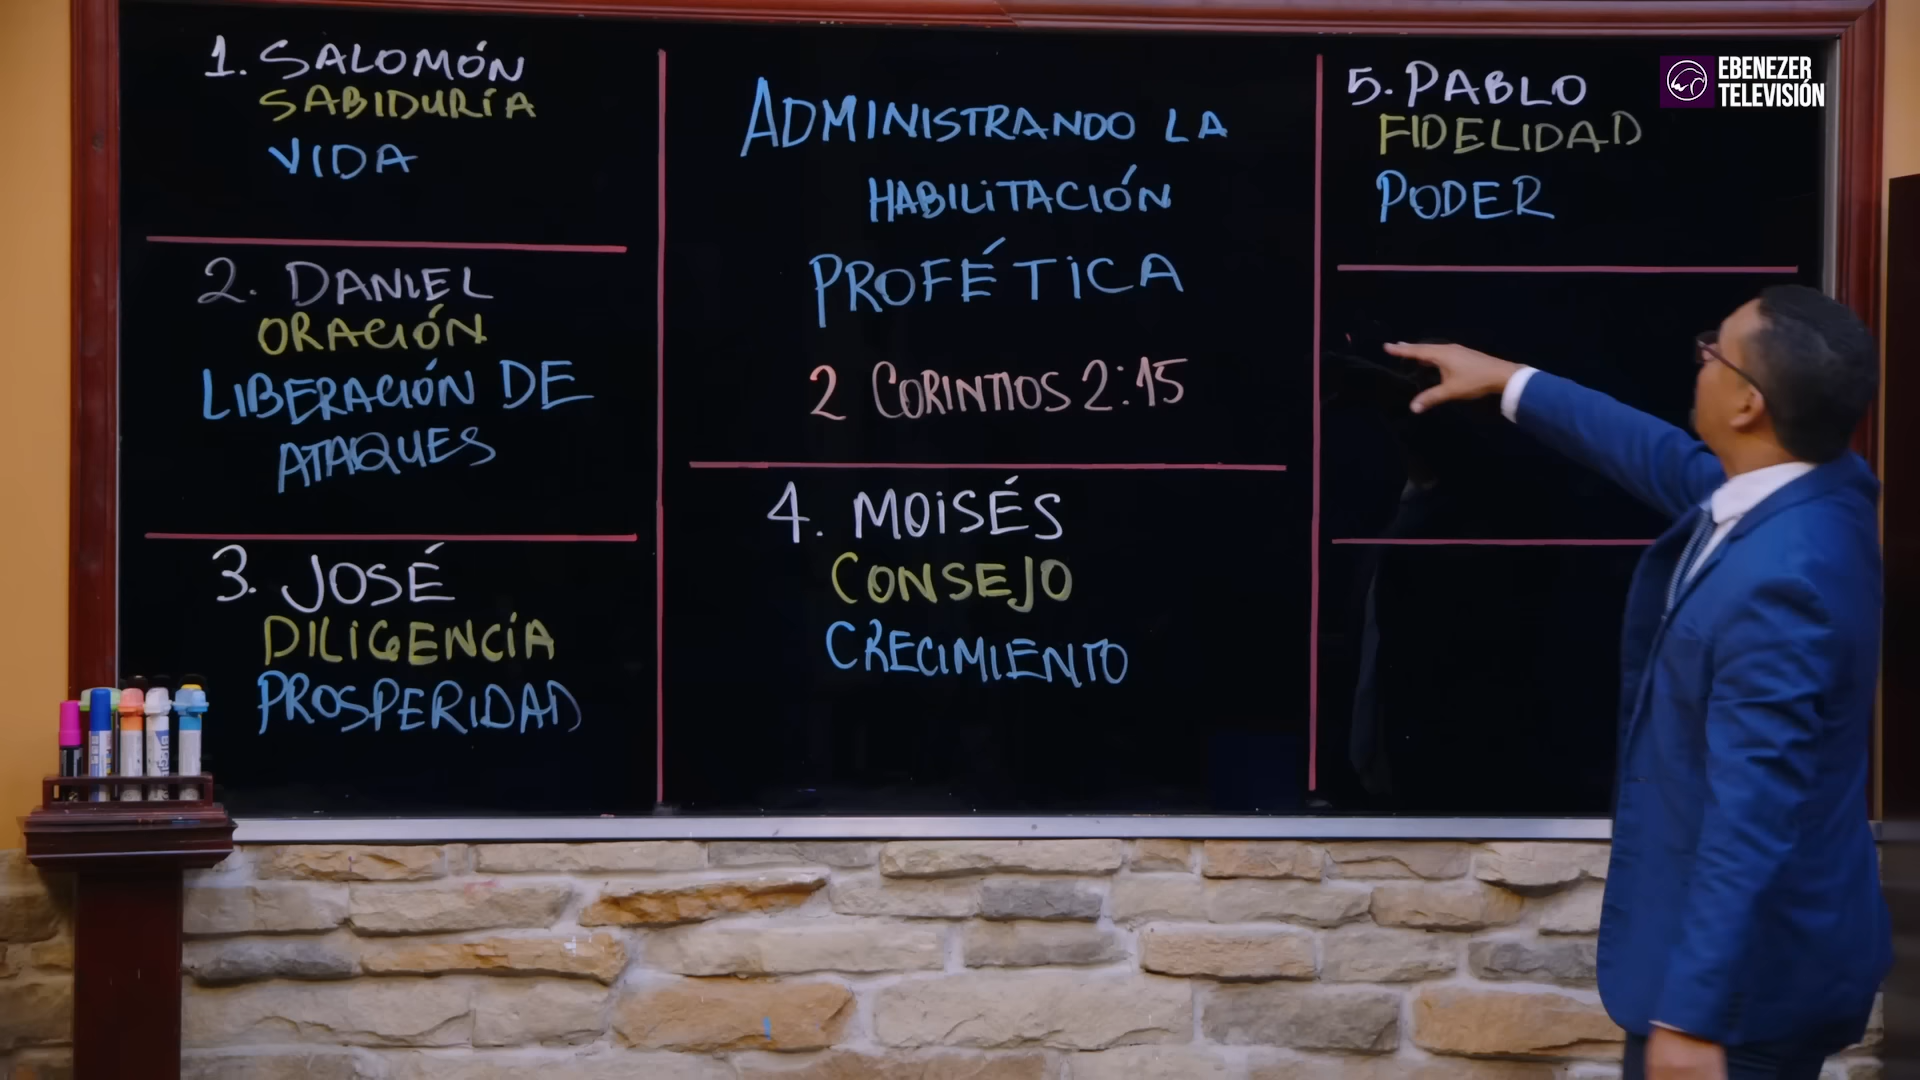 1. SALOMÓN
SABIDURÍA
VIDA
2. DANIEL
ORACIÓN
LIBERACIÓN DE
ATAQUES
3. JOSÉ
DILIGENCIA
PROSPERIDAD
ADMINISTRANDO LA
HABILITACIÓN
PROFÉTICA
2 CORINTIOS 2:15
4. MOISÉS
CONSEJO
CRECIMIENTO
5. PABLO
FIDELIDAD
PODER
EBENEZER
TELEVISIÓN